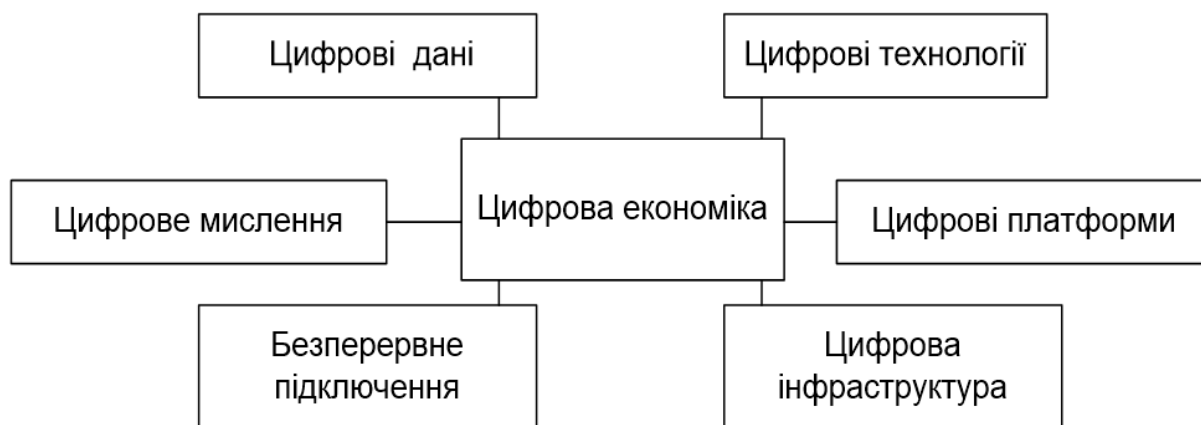 Цифрові дані
Цифрові технології
Цифрове мислення
Цифрова економіка
Цифрові платформи
Безперервне
підключення
Цифрова
інфраструктура